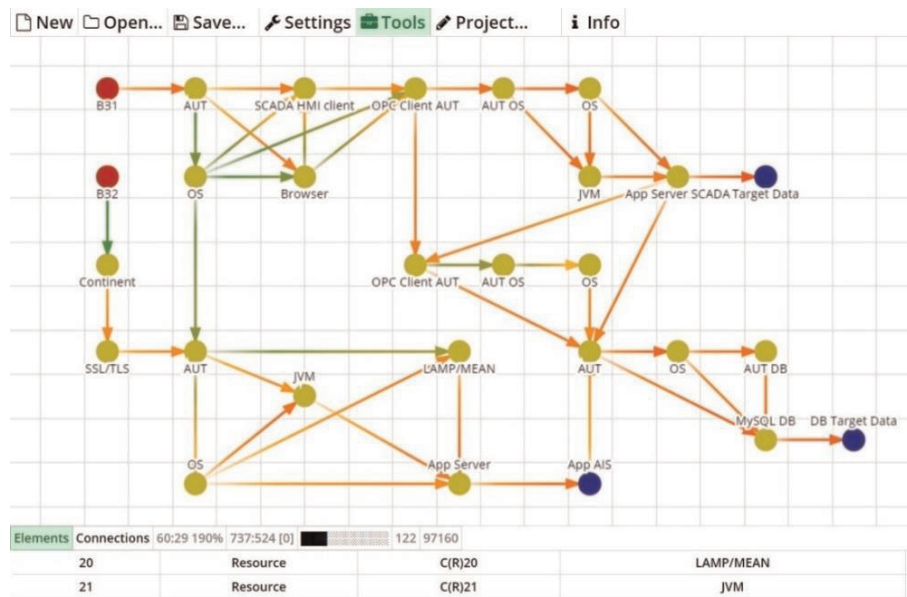 New Open... Save... Settings Tools Project... i Info
B31 AUT SCADA HMI client OPC Client AUT AUT OS OS
B32 OS Browser JVM App Server SCADA Target Data
Continent OPC Client AUT AUT OS OS
SSL/TLS AUT LAMP/MEAN AUT OS AUT DB
JVM
MySQL DB DB Target Data
OS App Server App AIS
Elements Connections 60:29 190% 737:524 [0] 122 97160
20 Resource C(R)20 LAMP/MEAN
21 Resource C(R)21 JVM